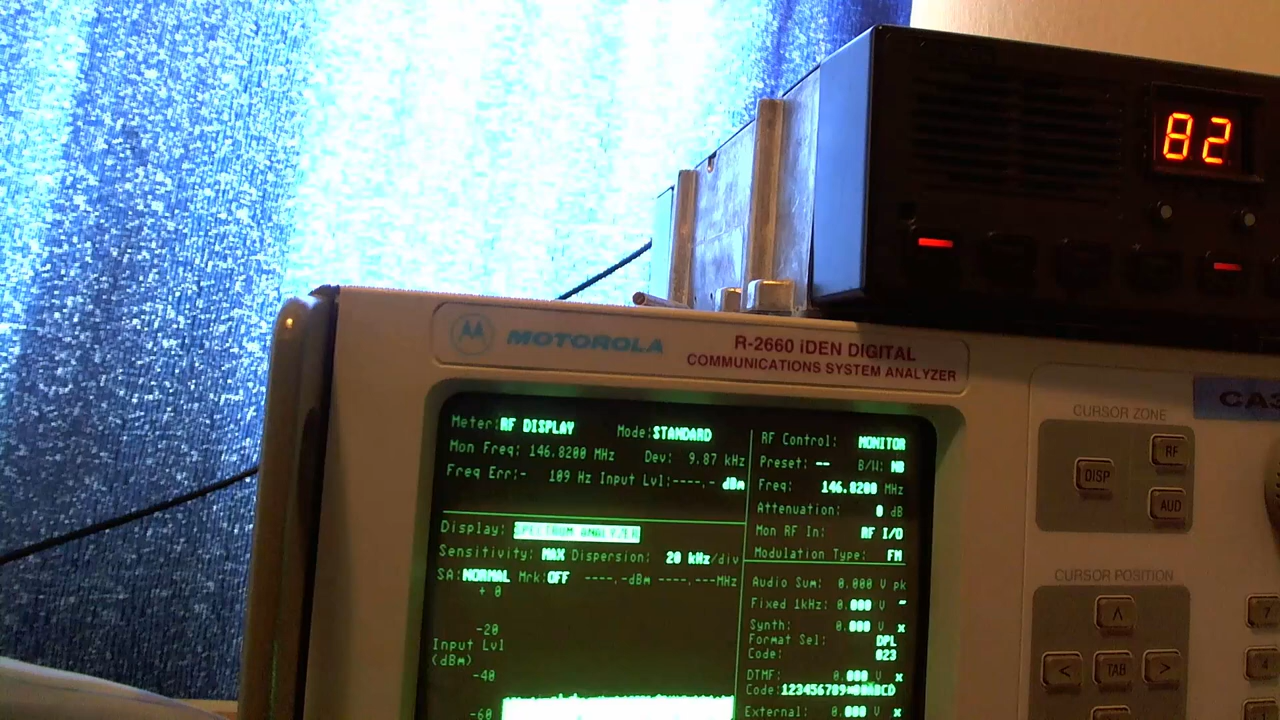 82
MOTOROLA
R-2660 iDEN DIGITAL
COMMUNICATIONS SYSTEM ANALYZER
Meter:RF DISPLAY Mode:STANDARD
Mon Freq: 146.8200 MHz Dev: 9.87 kHz
Freq Err:- 109 Hz Input Lvl:----.- dBm
Display: SPECTRUM ANALYZER
Sensitivity: MAX Dispersion: 20 kHz/div
SA:NORMAL Mrk:OFF ----.-dBm ----.---MHz
+ 0
-20
Input Lvl
(dBm)
-40
-60
RF Control: MONITOR
Preset: -- B/W: NB
Freq: 146.8200 MHz
Attenuation: 0 dB
Mon RF In: RF I/O
Modulation Type: FM
Audio Sum: 0.000 V pk
Fixed 1kHz: 0.000 ~
Synth: 0.000 V x
Format Sel: DPL
Code: 023
DTMF: 0.000 V x
External: 0.000 V x
CURSOR ZONE
DISP
RF
AUD
CURSOR POSITION
^
< TAB >
7
4